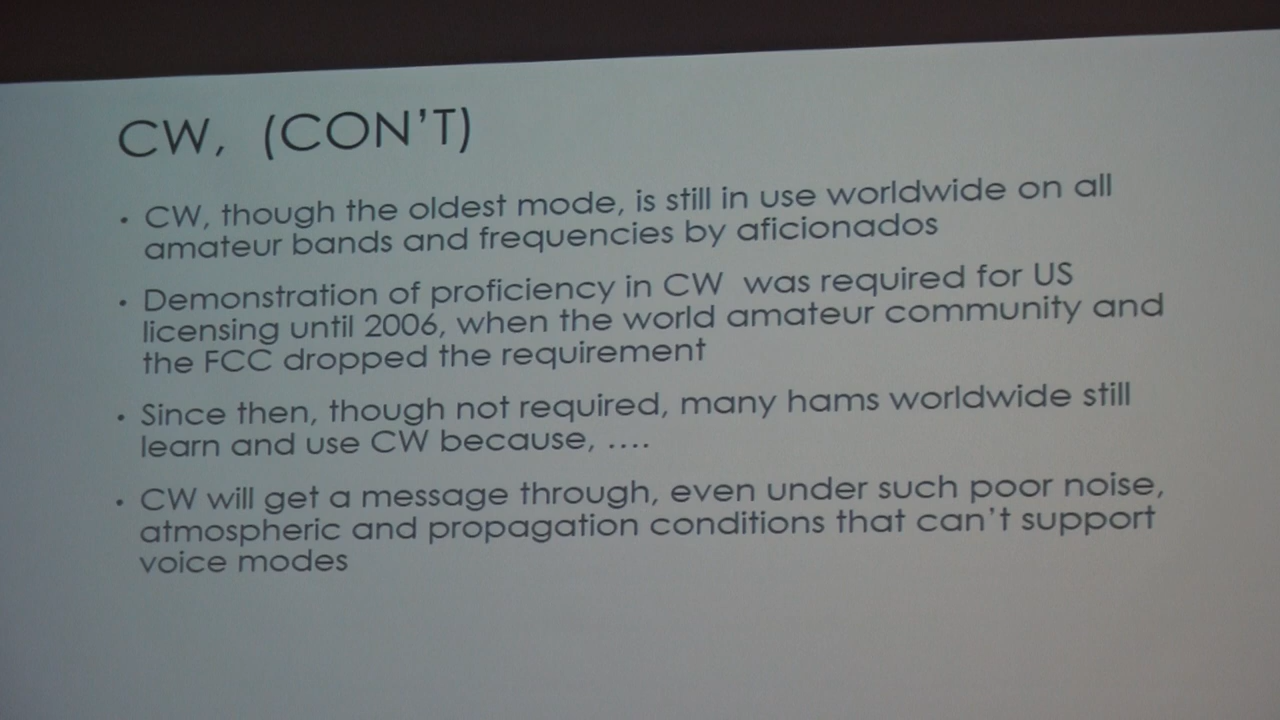 CW, (CON'T)
• CW, though the oldest mode, is still in use worldwide on all
amateur bands and frequencies by aficionados
• Demonstration of proficiency in CW was required for US
licensing until 2006, when the world amateur community and
the FCC dropped the requirement
• Since then, though not required, many hams worldwide still
learn and use CW because, ....
• CW will get a message through, even under such poor noise,
atmospheric and propagation conditions that can't support
voice modes